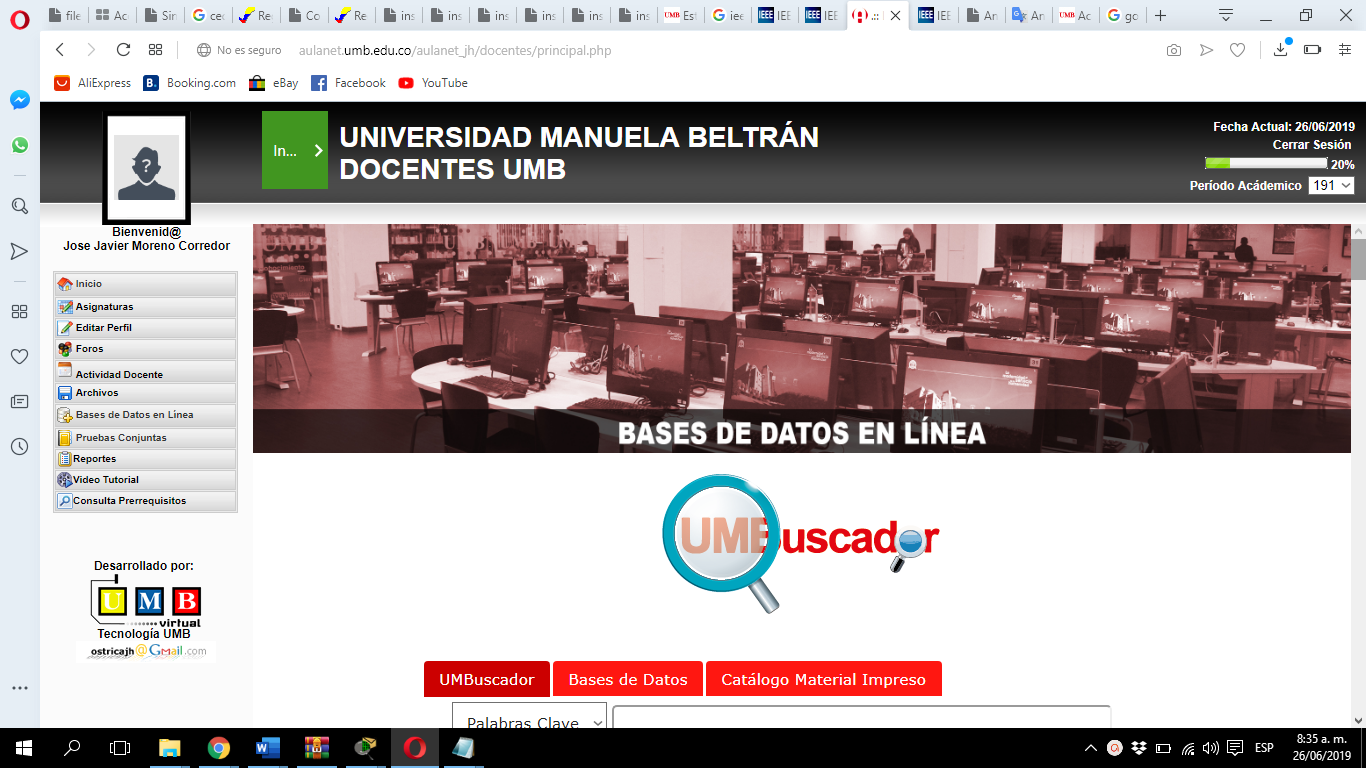 file
Ac
Sin
cec
Re
Co
Re
ins
ins
ins
ins
ins
ins
Est
iee
IEE
IEE
.::
IEE
An
An
Ac
go
No es seguro
aulanet.umb.edu.co/aulanet_jh/docentes/principal.php
AliExpress
Booking.com
eBay
Facebook
YouTube
In...
UNIVERSIDAD MANUELA BELTRÁN
DOCENTES UMB
Fecha Actual: 26/06/2019
Cerrar Sesión
20%
Período Académico 191
Bienvenid@
Jose Javier Moreno Corredor
Inicio
Asignaturas
Editar Perfil
Foros
Actividad Docente
Archivos
Bases de Datos en Línea
Pruebas Conjuntas
Reportes
Video Tutorial
Consulta Prerrequisitos
Desarrollado por:
U M B
virtual
Tecnología UMB
ostricajh@Gmail.com
BASES DE DATOS EN LÍNEA
UMBuscador
UMBuscador
Bases de Datos
Catálogo Material Impreso
Palabras Clave
ESP
8:35 a. m.
26/06/2019